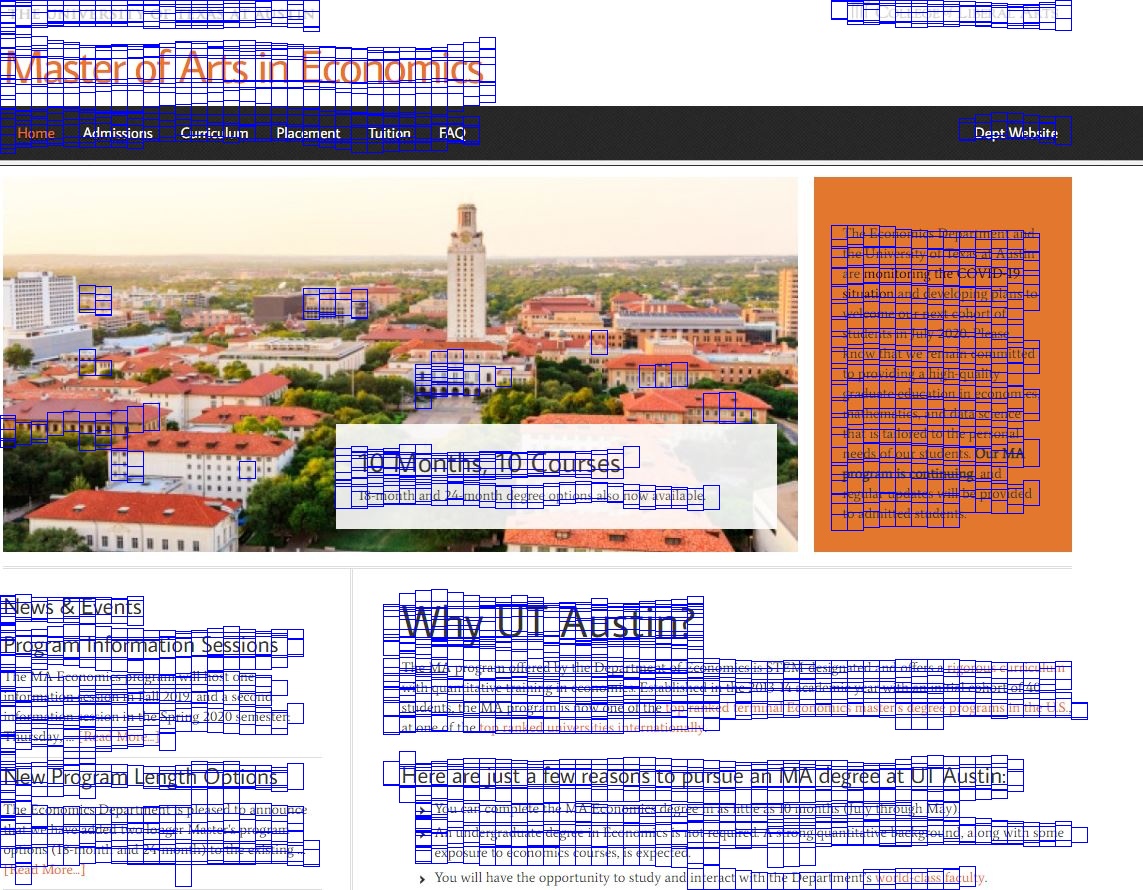 THE UNIVERSITY OF TEXAS AT AUSTIN
THE COLLEGE of LIBERAL ARTS
Master of Arts in Economics
Home Admissions Curriculum Placement Tuition FAQ Dept Website
10 Months, 10 Courses
18-month and 24-month degree options also now available.
The Economics Department and
the University of Texas at Austin
are monitoring the COVID-19
situation and developing plans to
welcome our next cohort of
students in July 2020. Please
know that we remain committed
to providing a high-quality
graduate education in economics,
mathematics, and data science
that is tailored to the personal
needs of our students. Our MA
program is continuing, and
regular updates will be provided
to admitted students.
News & Events
Program Information Sessions
The MA Economics program will host one
information session in Fall 2019, and a second
information session in the Spring 2020 semester:
Thursday, ... [Read More...]
New Program Length Options
The Economics Department is pleased to announce
that we have added two longer Master's program
options (18-month and 24-month) to the existing ...
[Read More...]
Why UT Austin?
The MA program offered by the Department of Economics is STEM designated and offers a rigorous curriculum
with quantitative training in economics. Established in the 2013-14 academic year with an initial cohort of 40
students, the MA program is now one of the top ranked terminal Economics master's degree programs in the U.S.,
at one of the top ranked universities internationally.
Here are just a few reasons to pursue an MA degree at UT Austin:
You can complete the MA Economics degree in as little as 10 months (July through May).
An undergraduate degree in Economics is not required. A strong quantitative background, along with some
exposure to economics courses, is expected.
You will have the opportunity to study and interact with the Department's world-class faculty.